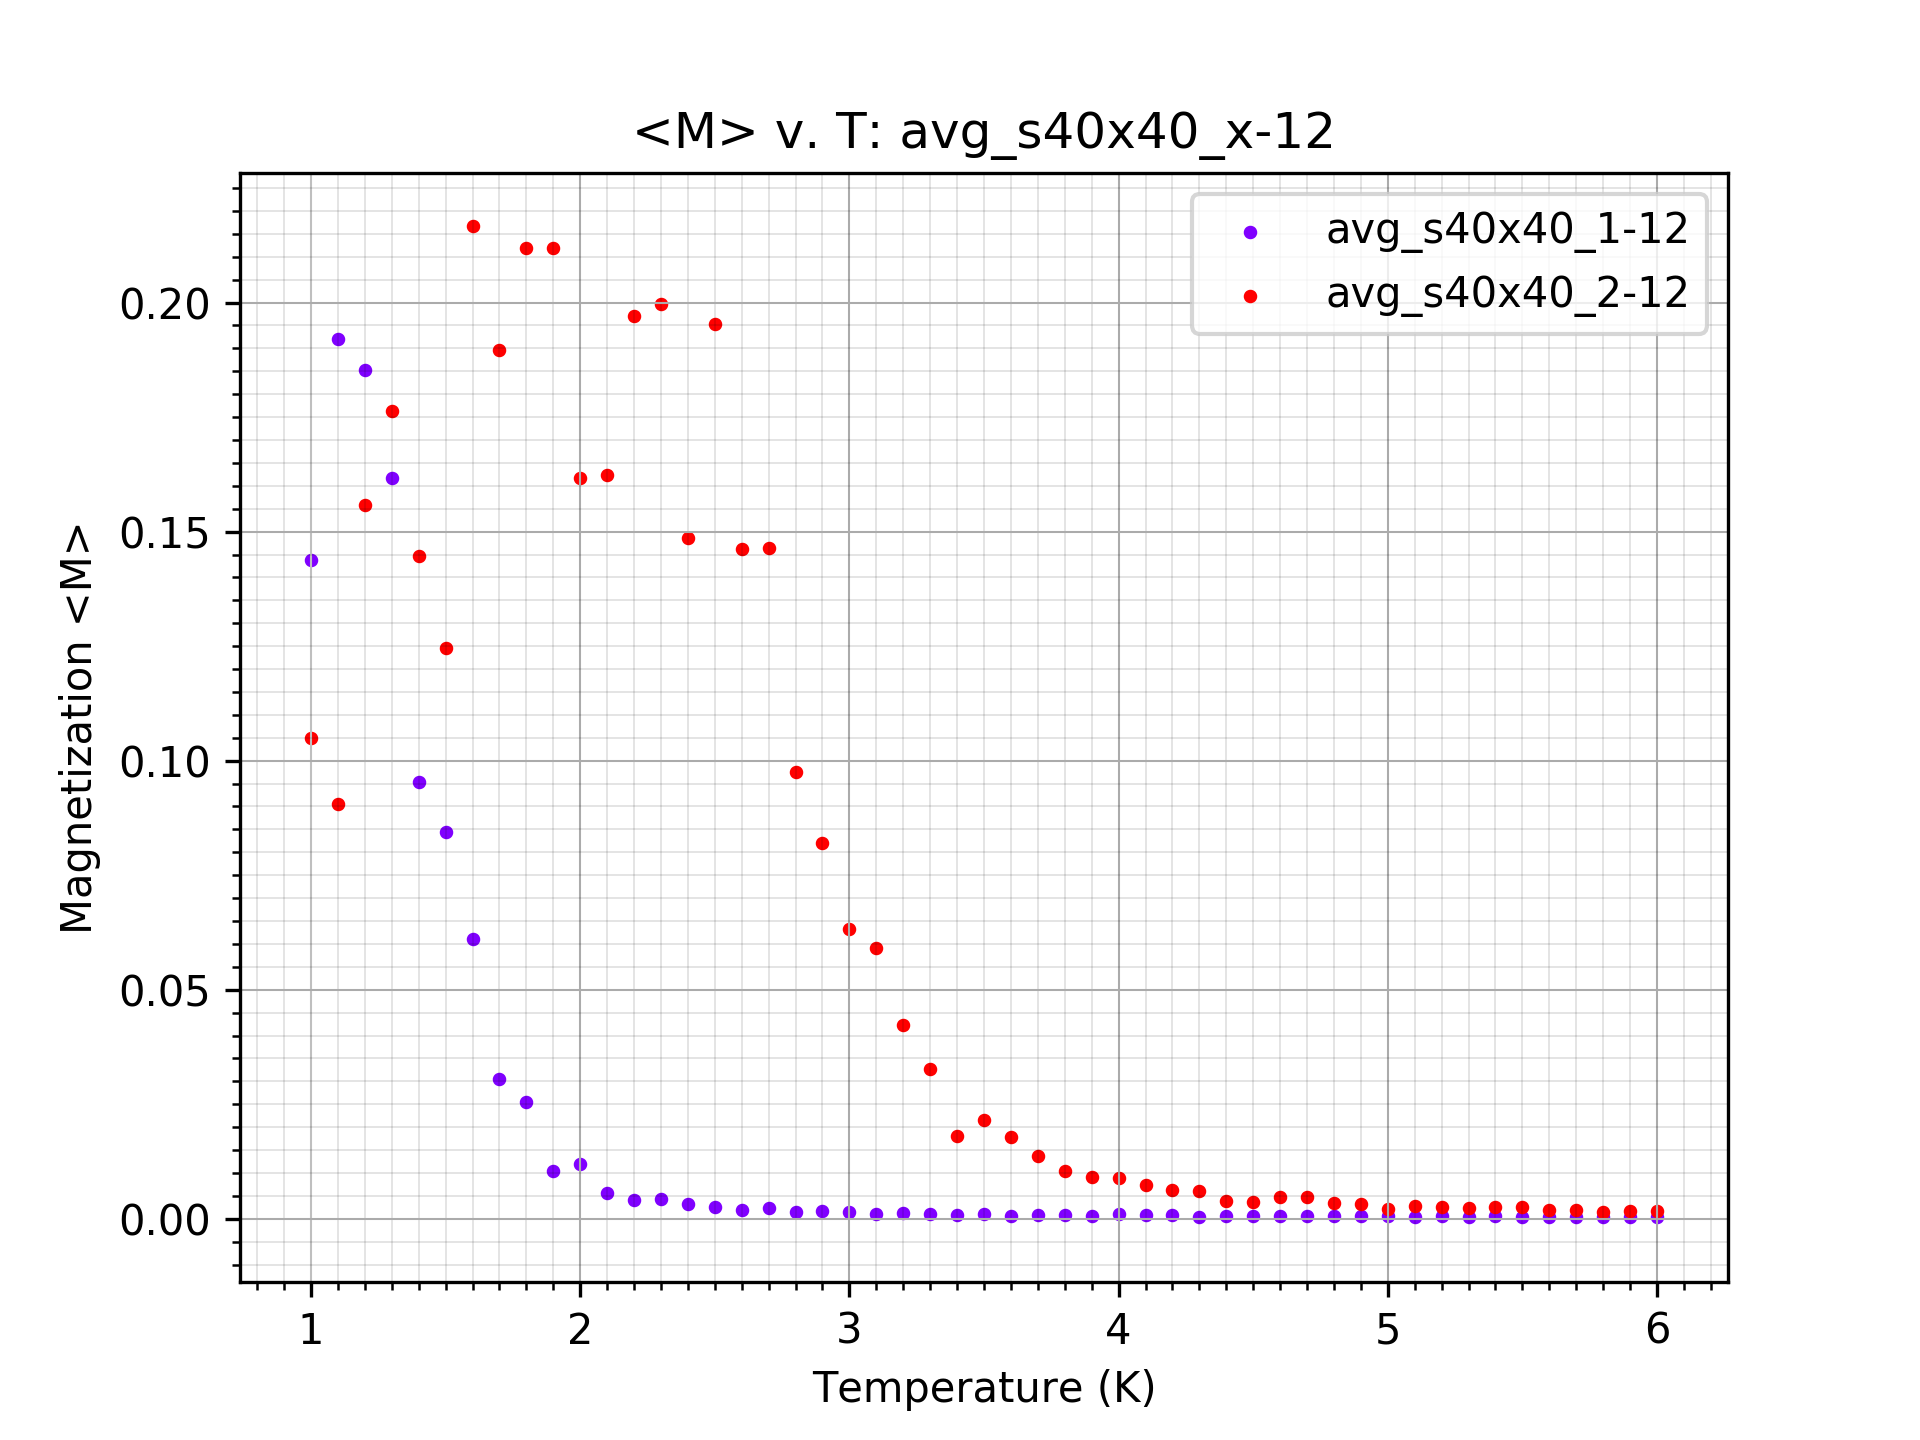 <M> v. T: avg_s40x40_x-12
avg_s40x40_1-12
avg_s40x40_2-12
0.20
0.15
0.10
0.05
0.00
Magnetization <M>
1 2 3 4 5 6
Temperature (K)